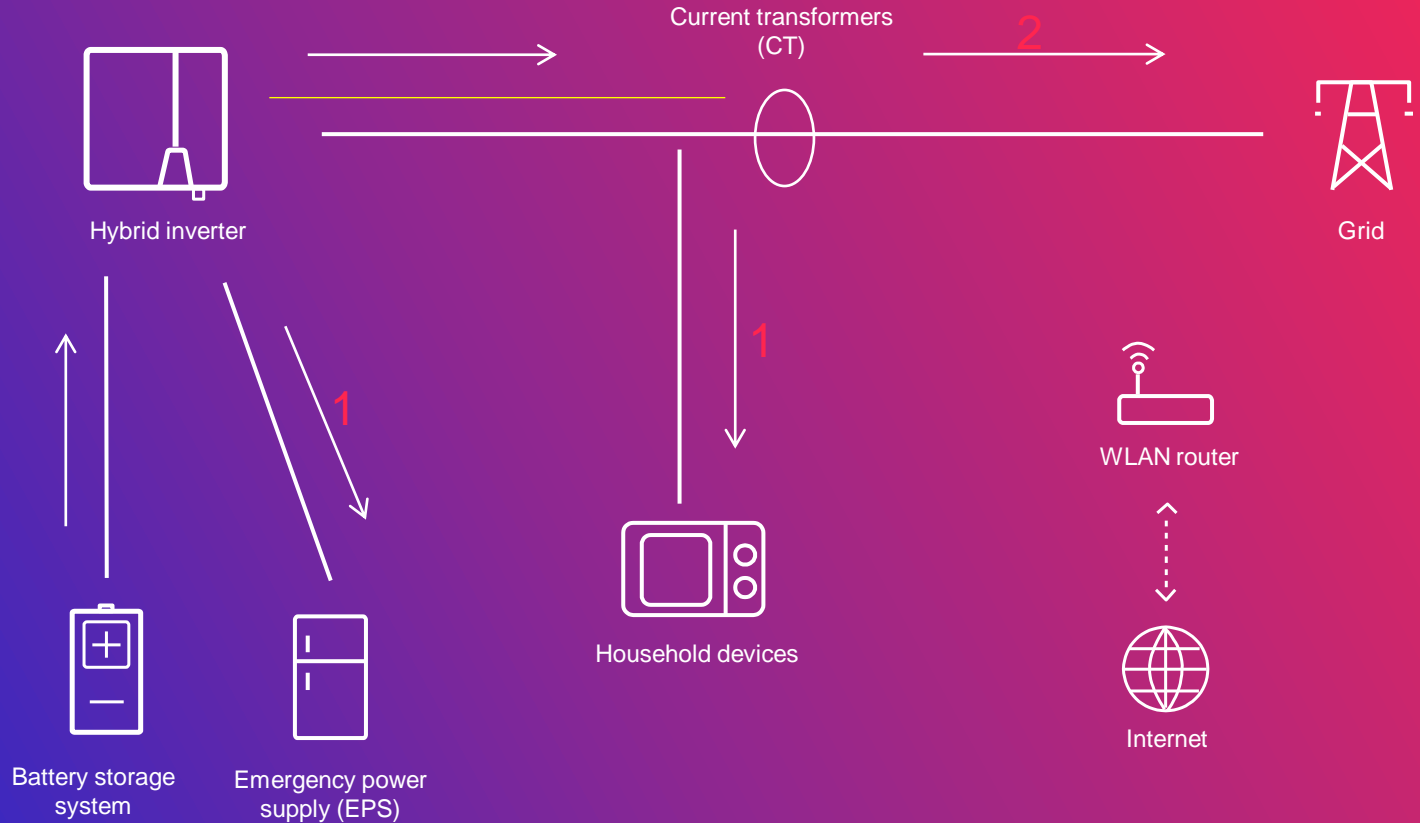 Current transformers
(CT)
2
Hybrid inverter
Grid
1
1
WLAN router
Household devices
Internet
Battery storage
system
Emergency power
supply (EPS)